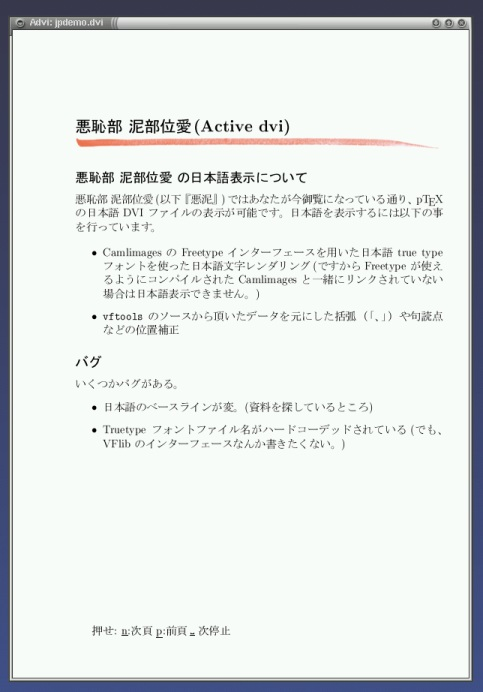 Advi: jpdemo.dvi
悪恥部 泥部位愛 (Active dvi)
悪恥部 泥部位愛 の日本語表示について
悪恥部 泥部位愛 (以下『悪泥』) ではあなたが今御覧になっている通り、pTEX
の日本語 DVI ファイルの表示が可能です。日本語を表示するには以下の事
を行っています。
• Camlimages の Freetype インターフェースを用いた日本語 true type
フォントを使った日本語文字レンダリング (ですから Freetype が使え
るようにコンパイルされた Camlimages と一緒にリンクされていない
場合は日本語表示できません。)
• vftools のソースから頂いたデータを元にした括弧（「、」）や句読点
などの位置補正
バグ
いくつかバグがある。
• 日本語のベースラインが変。(資料を探しているところ)
• Truetype フォントファイル名がハードコーデッドされている (でも、
VFlib のインターフェースなんか書きたくない。)
押せ: n:次頁 p:前頁 _ 次停止